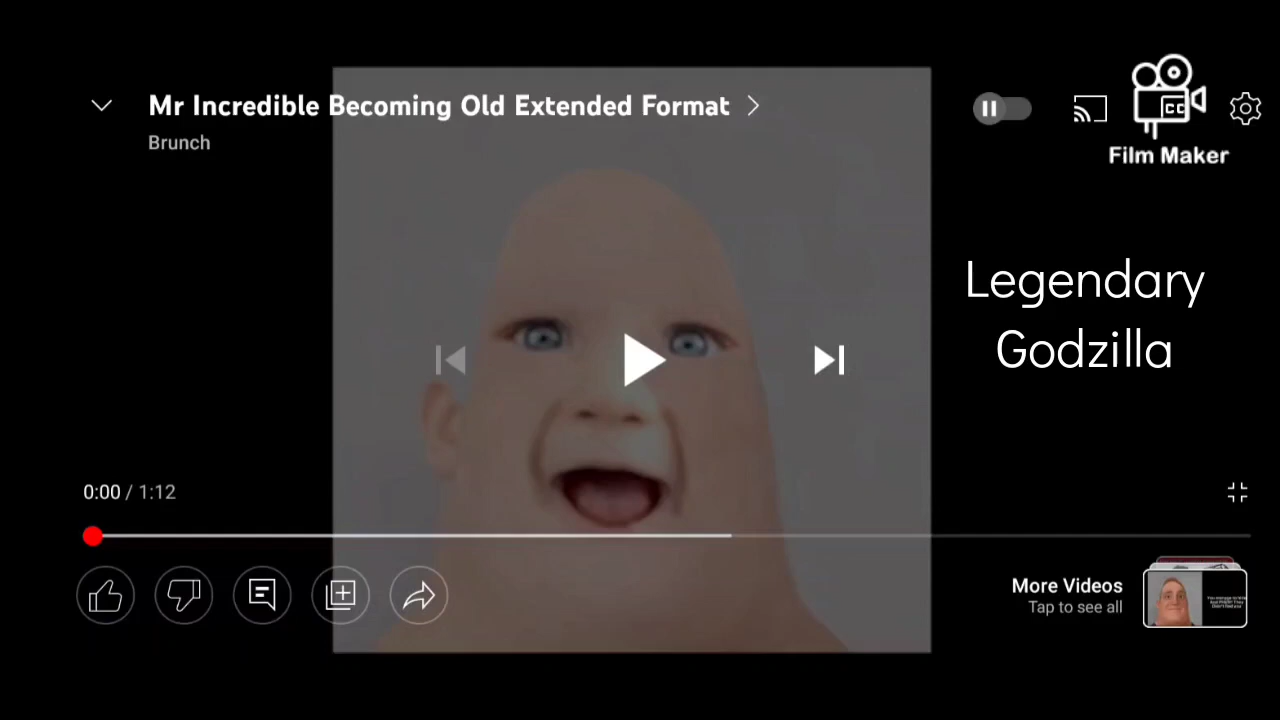 Mr Incredible Becoming Old Extended Format
Brunch
CC
Film Maker
Legendary
Godzilla
0:00 / 1:12
More Videos
Tap to see all